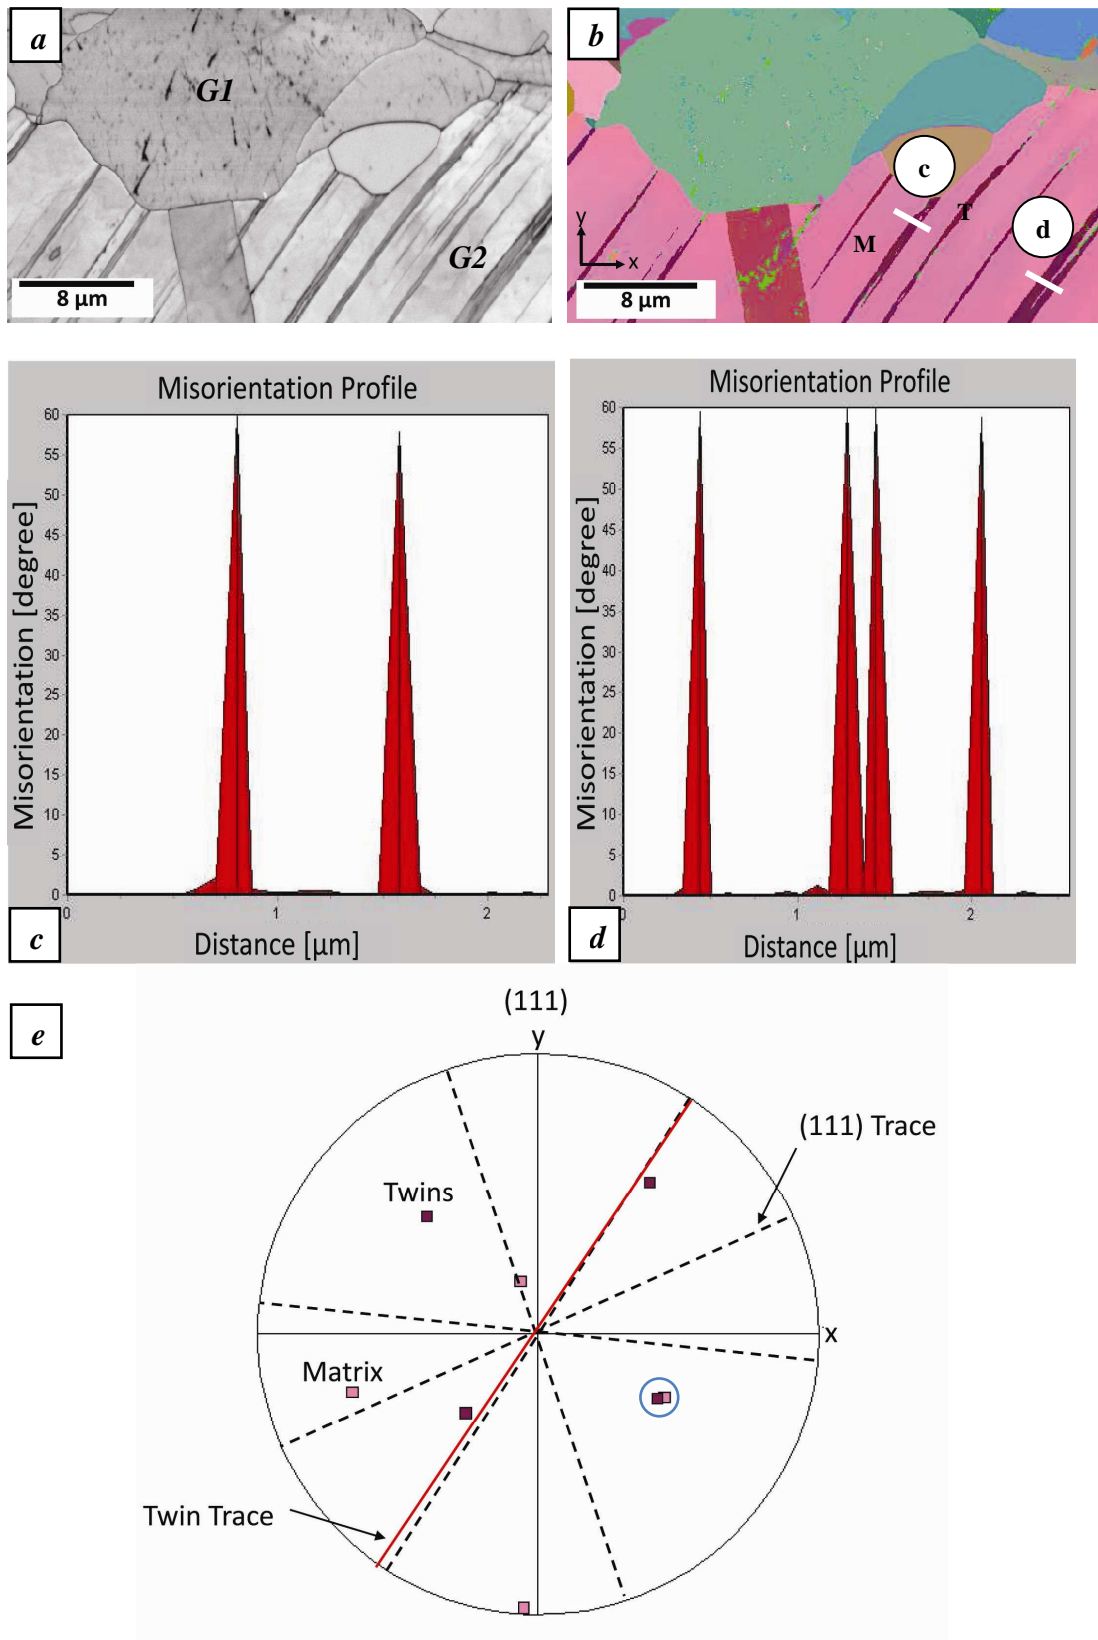 a
G1
G2
8 µm
b
c
T
d
M
y
x
8 µm
Misorientation Profile
Misorientation [degree]
60
55
50
45
40
35
30
25
20
15
10
5
0
0
1
2
Distance [µm]
c
Misorientation Profile
Misorientation [degree]
60
55
50
45
40
35
30
25
20
15
10
5
0
0
1
2
Distance [µm]
d
e
(111)
y
(111) Trace
Twins
x
Matrix
Twin Trace